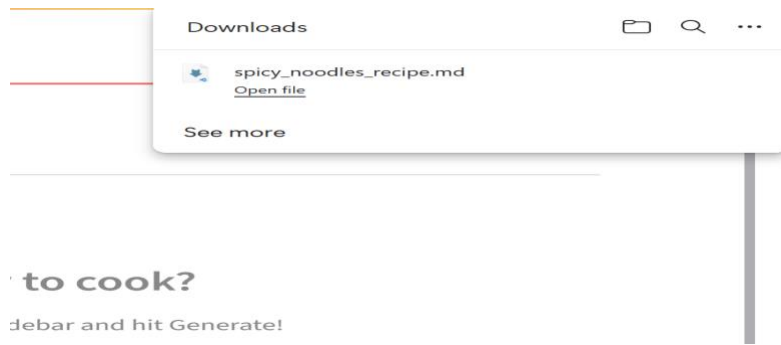 Downloads
spicy_noodles_recipe.md
Open file
See more
to cook?
debar and hit Generate!